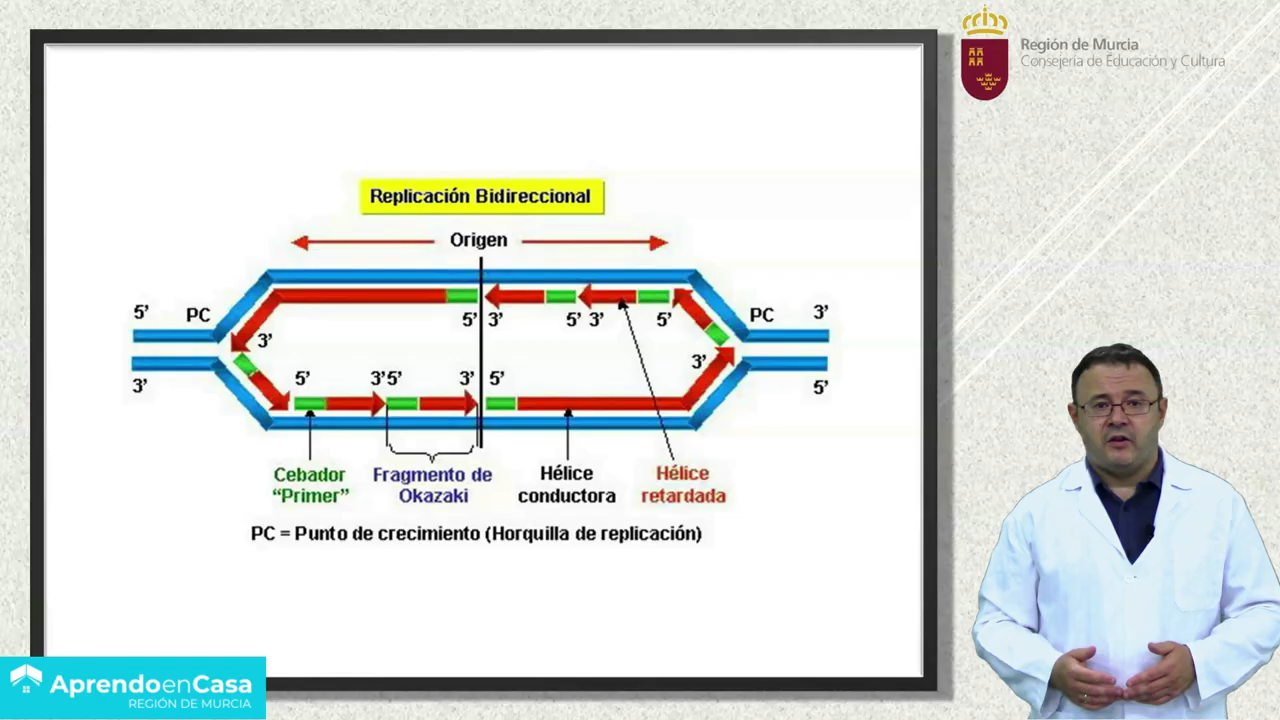 Región de Murcia
Consejería de Educación y Cultura
Replicación Bidireccional
Origen
5’ PC 5’ 3’ 5’ 3’ 5’ PC 3’
3’ 3’
3’ 5’ 3’ 5’ 3’ 5’ 5’
Cebador “Primer”
Fragmento de Okazaki
Hélice conductora
Hélice retardada
PC = Punto de crecimiento (Horquilla de replicación)
AprendoenCasa
REGIÓN DE MURCIA